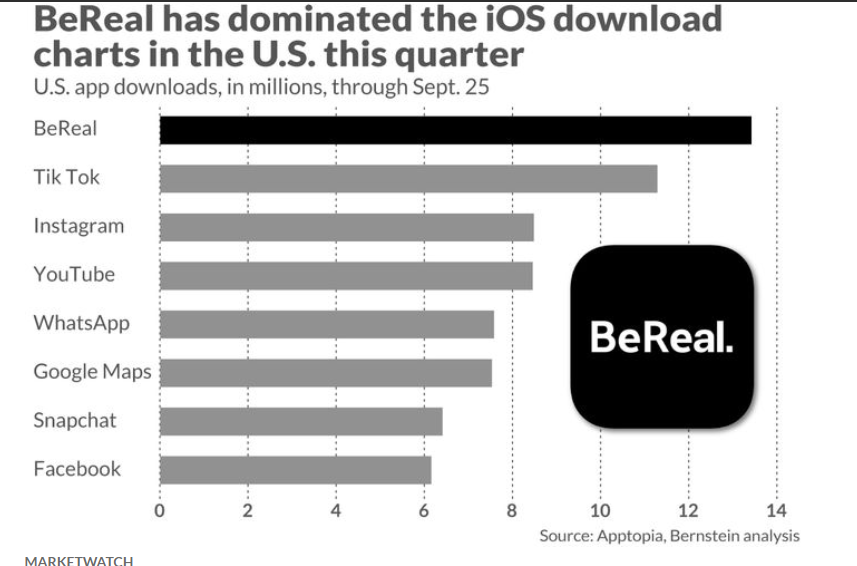 BeReal has dominated the iOS download
charts in the U.S. this quarter
U.S. app downloads, in millions, through Sept. 25
BeReal
Tik Tok
Instagram
YouTube
WhatsApp
Google Maps
Snapchat
Facebook
BeReal.
0 2 4 6 8 10 12 14
Source: Apptopia, Bernstein analysis
MARKETWATCH